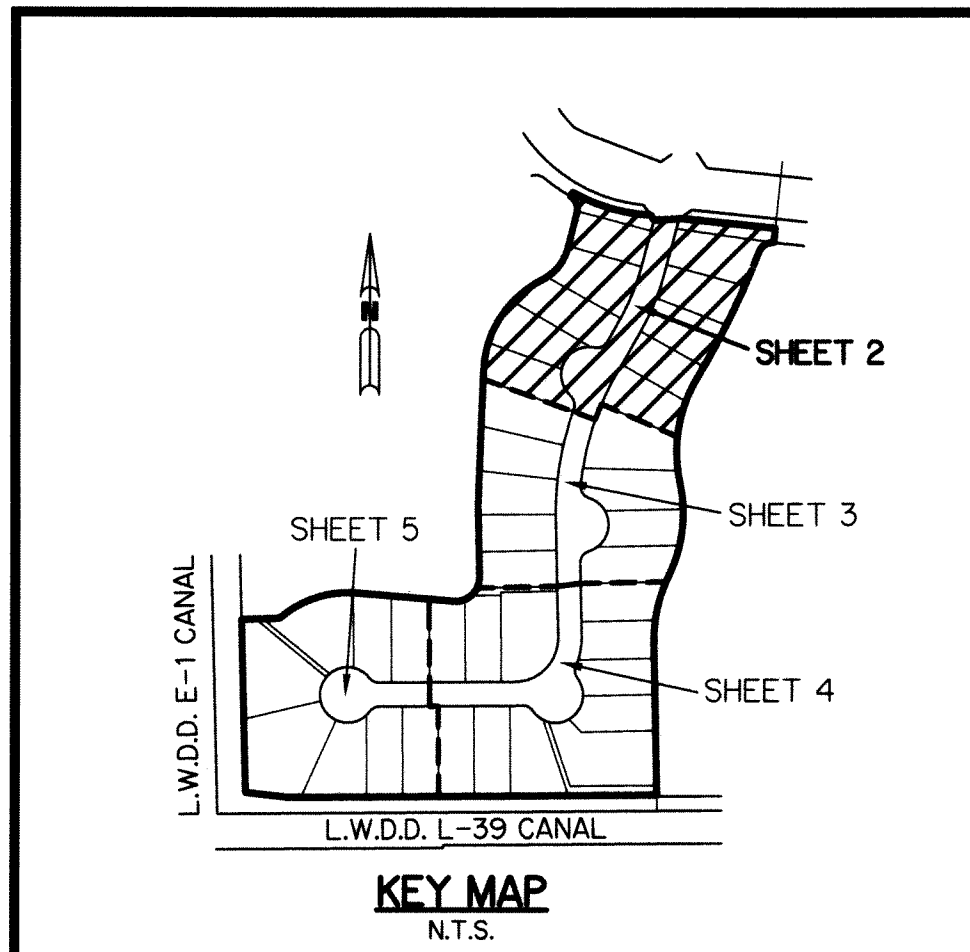 N
SHEET 2
SHEET 3
SHEET 5
SHEET 4
L.W.D.D. E-1 CANAL
L.W.D.D. L-39 CANAL
KEY MAP
N.T.S.